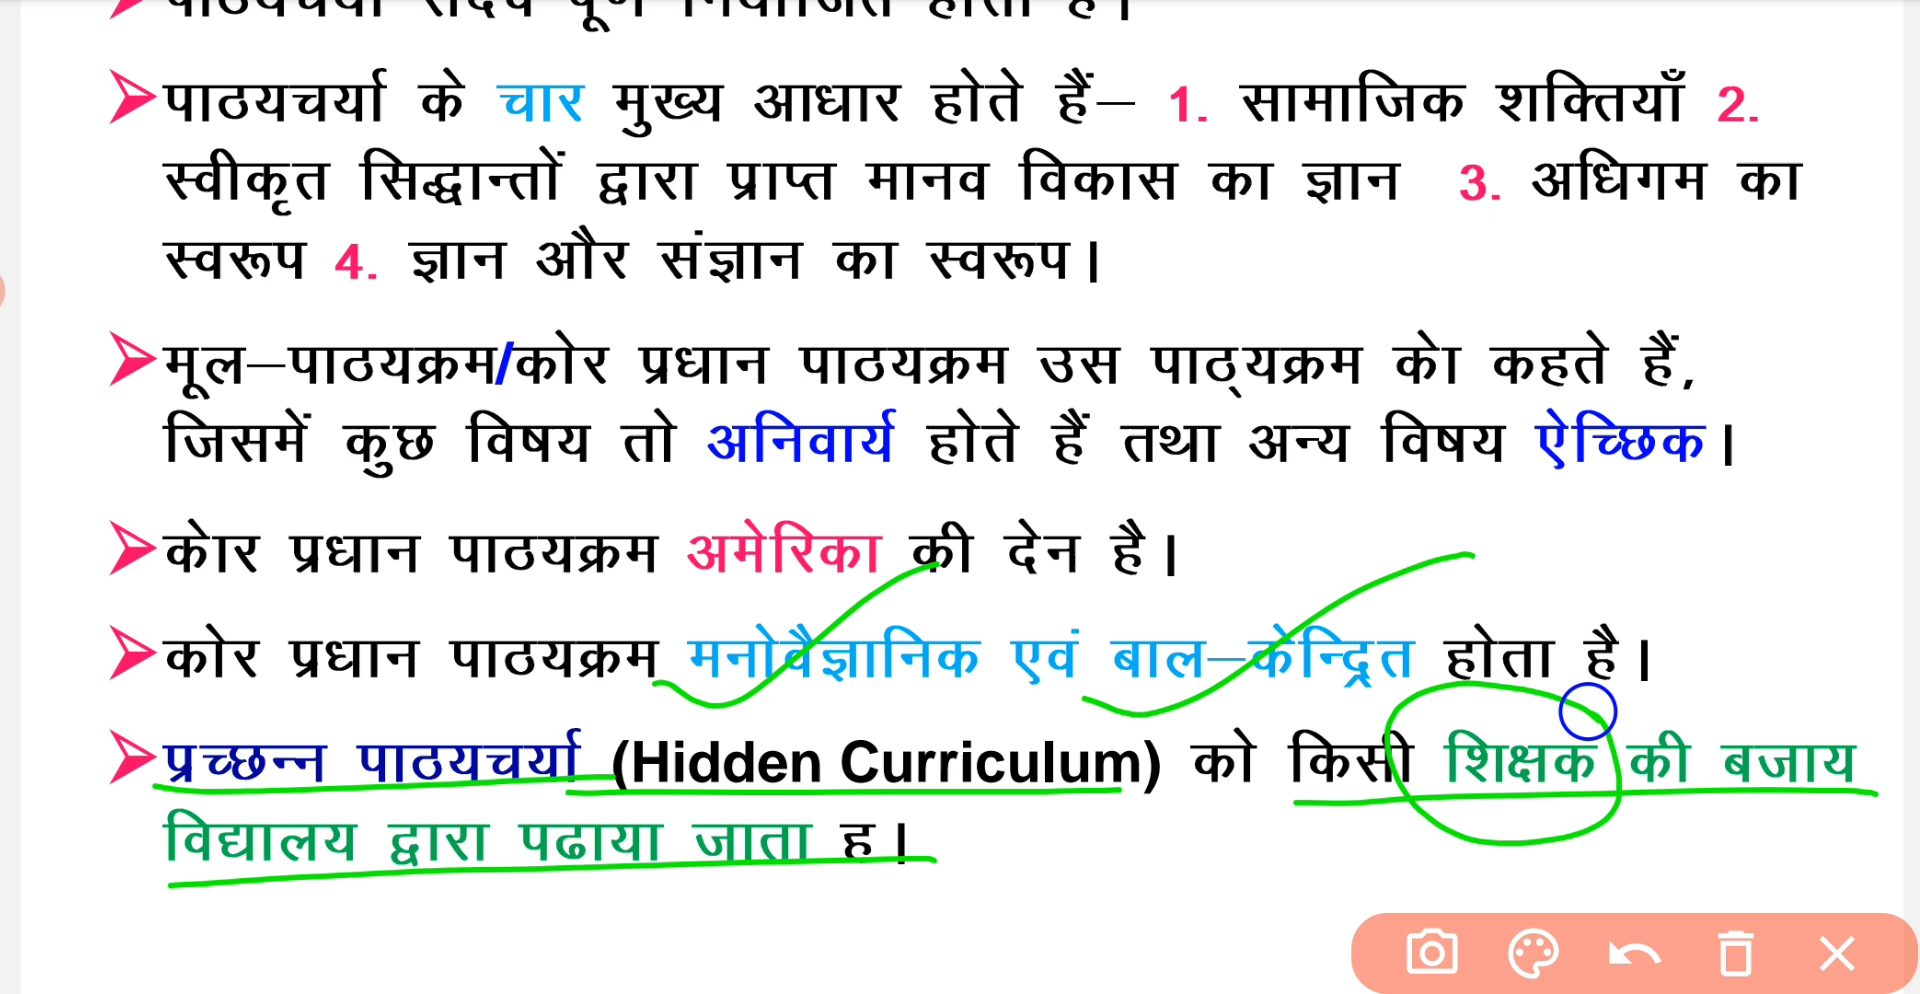 ➢पाठयचर्या के चार मुख्य आधार होते हैं– 1. सामाजिक शक्तियाँ 2.
स्वीकृत सिद्धान्तों द्वारा प्राप्त मानव विकास का ज्ञान 3. अधिगम का
स्वरूप 4. ज्ञान और संज्ञान का स्वरूप।
➢मूल–पाठयक्रम/कोर प्रधान पाठयक्रम उस पाठ्यक्रम केा कहते हैं,
जिसमें कुछ विषय तो अनिवार्य होते हैं तथा अन्य विषय ऐच्छिक।
➢केार प्रधान पाठयक्रम अमेरिका की देन है।
➢कोर प्रधान पाठयक्रम मनोवैज्ञानिक एवं बाल–केन्द्रित होता है।
➢प्रच्छन्न पाठयचर्या (Hidden Curriculum) को किसी शिक्षक की बजाय
विद्यालय द्वारा पढाया जाता ह।